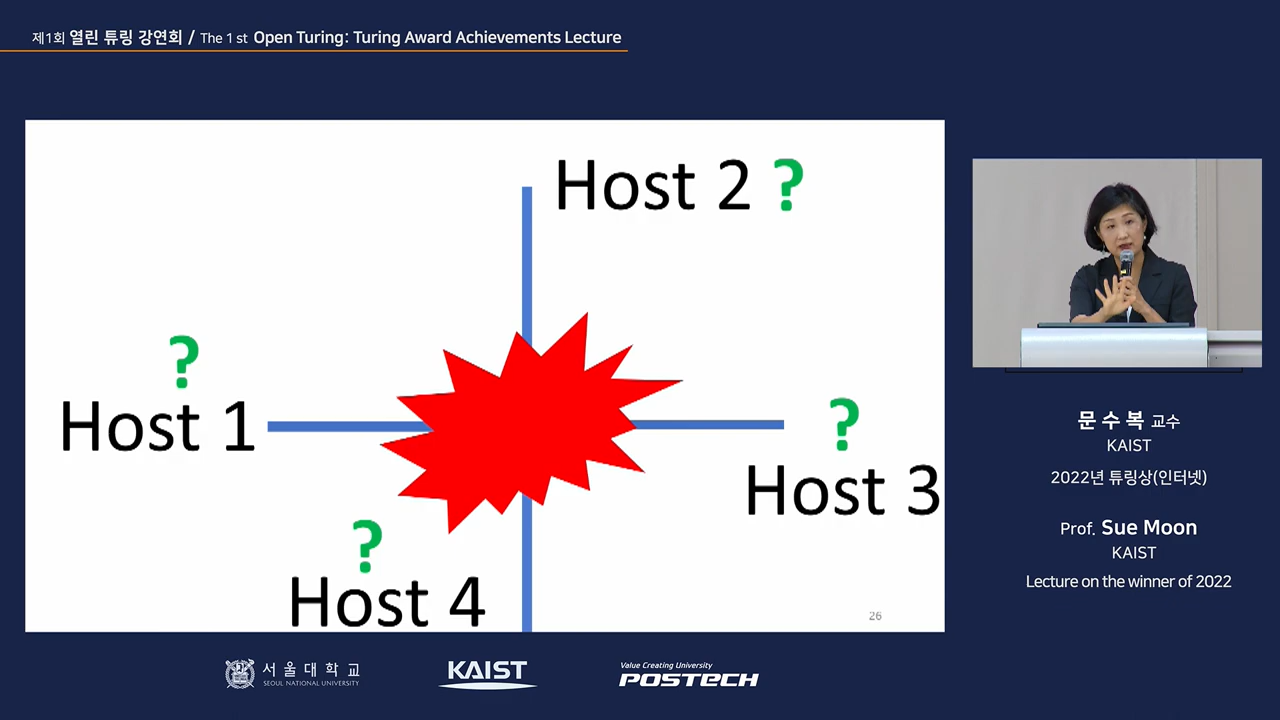 제1회 열린 튜링 강연회 / The 1 st Open Turing: Turing Award Achievements Lecture
Host 2 ?
?
Host 1
?
Host 3
?
Host 4
26
문 수 복 교수
KAIST
2022년 튜링상(인터넷)
Prof. Sue Moon
KAIST
Lecture on the winner of 2022
서울대학교
SEOUL NATIONAL UNIVERSITY
KAIST
Value Creating University
POSTECH